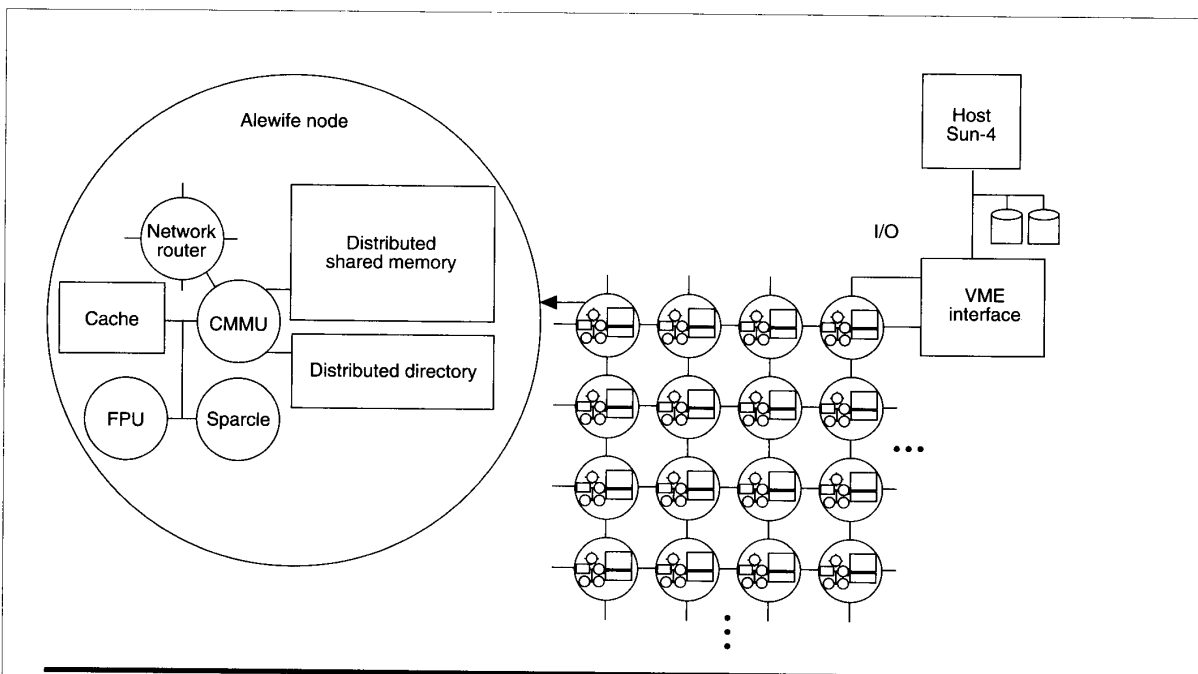 Alewife node
Network
router
Distributed
shared memory
Cache
CMMU
Distributed directory
FPU
Sparcle
Host
Sun-4
I/O
VME
interface